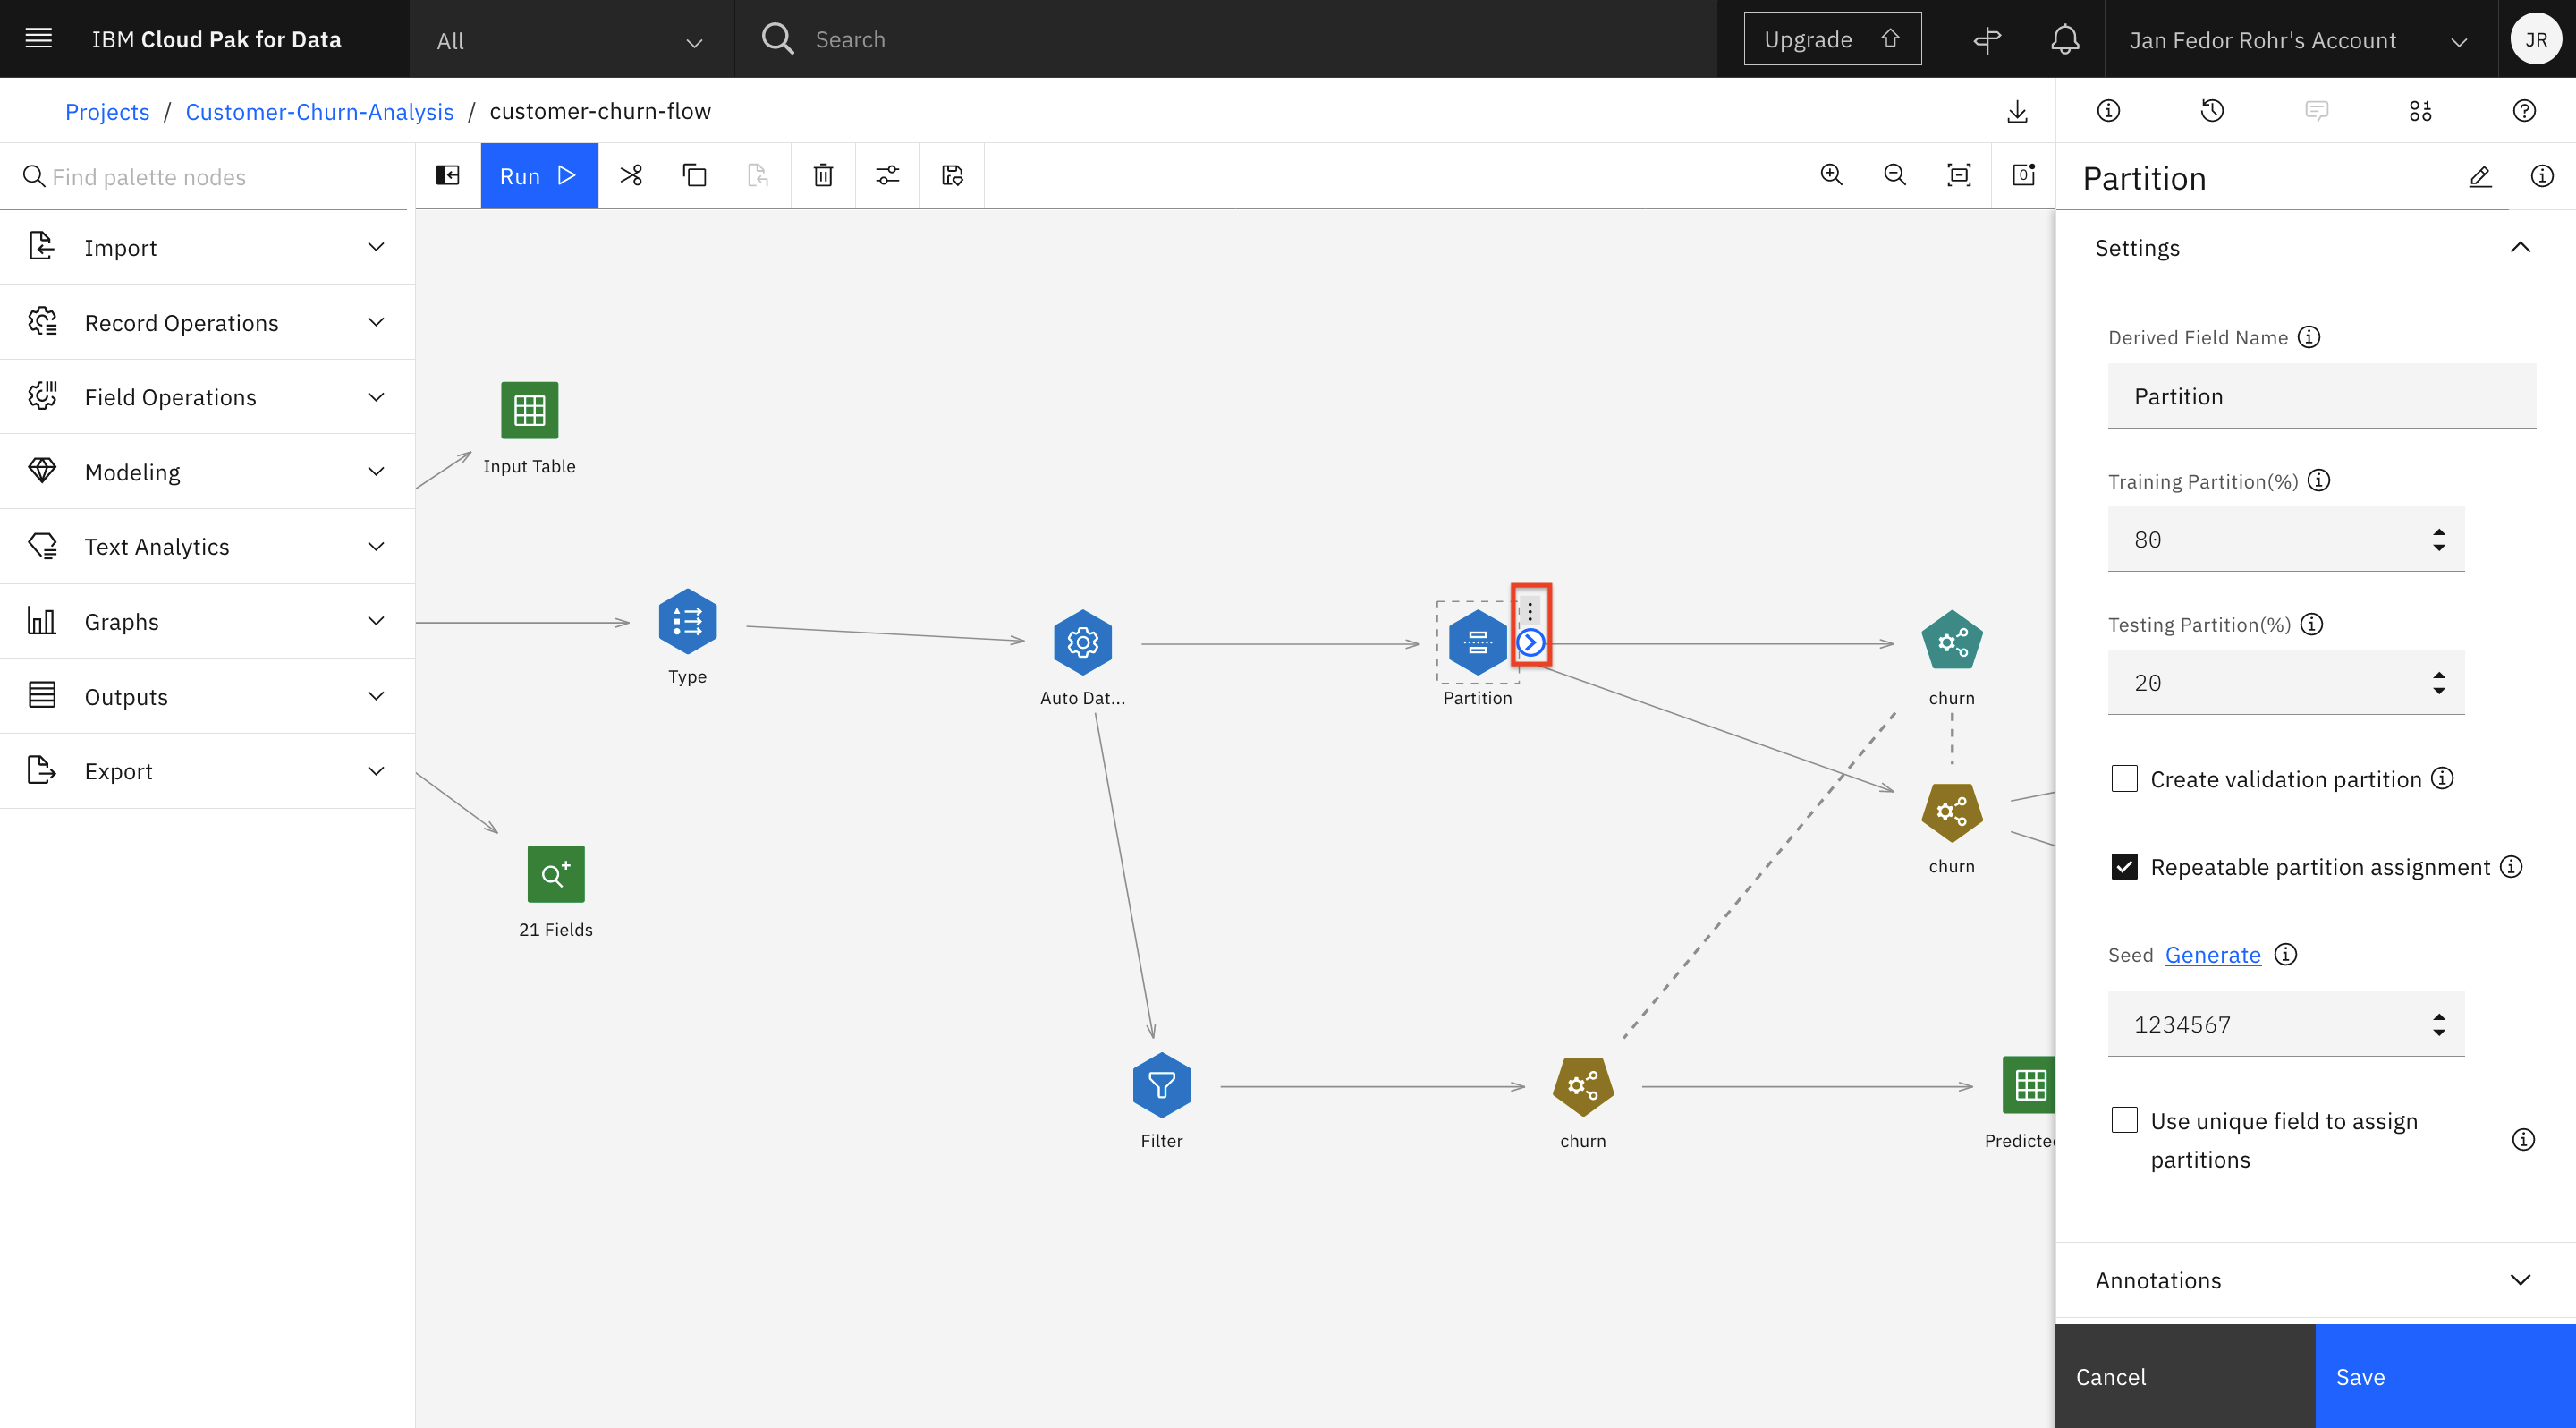 IBM Cloud Pak for Data
All
Search
Upgrade
Jan Fedor Rohr's Account
JR
Projects / Customer-Churn-Analysis / customer-churn-flow
Find palette nodes
Run
Import
Record Operations
Field Operations
Modeling
Text Analytics
Graphs
Outputs
Export
Input Table
Type
Auto Dat...
Partition
churn
churn
21 Fields
Filter
churn
Predicted
Partition
Settings
Derived Field Name
Partition
Training Partition(%)
80
Testing Partition(%)
20
Create validation partition
Repeatable partition assignment
Seed Generate
1234567
Use unique field to assign
partitions
Annotations
Cancel
Save